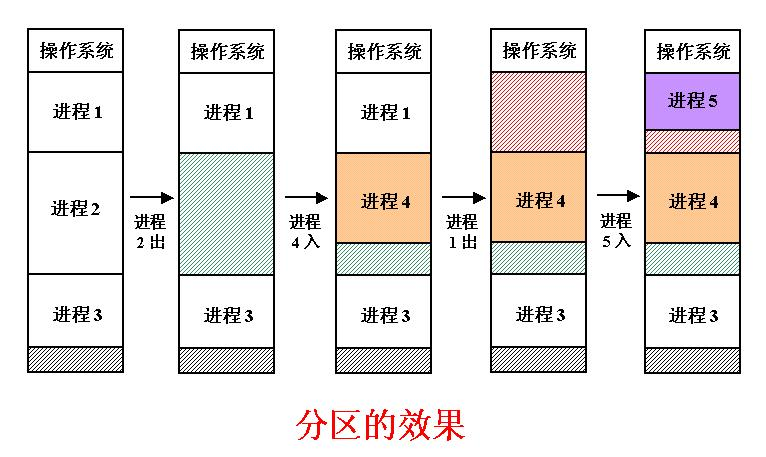 操作系统
进程1
进程2
进程3
进程
2出
操作系统
进程1
进程3
进程
4入
操作系统
进程1
进程4
进程3
进程
1出
操作系统
进程4
进程3
进程
5入
操作系统
进程5
进程4
进程3
分区的效果